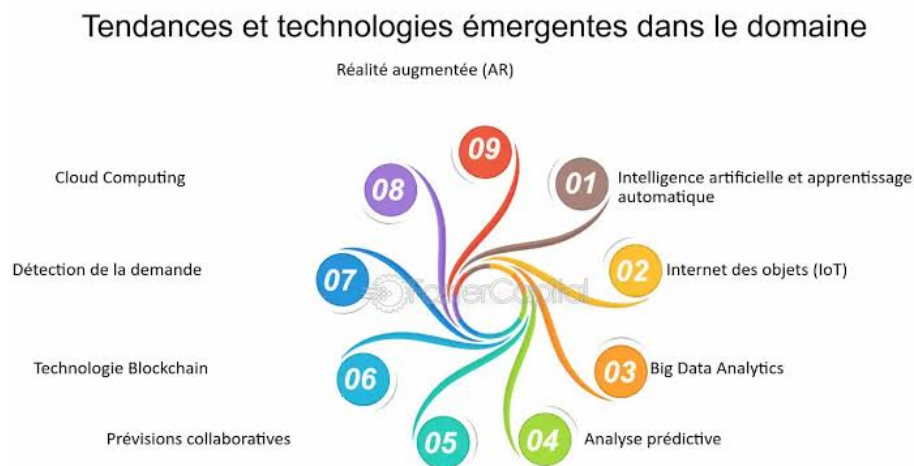 Tendances et technologies émergentes dans le domaine
Réalité augmentée (AR)
09
01
Intelligence artificielle et apprentissage
automatique
02
Internet des objets (IoT)
03
Big Data Analytics
04
Analyse prédictive
05
Prévisions collaboratives
06
Technologie Blockchain
07
Détection de la demande
08
Cloud Computing
FasterCapital